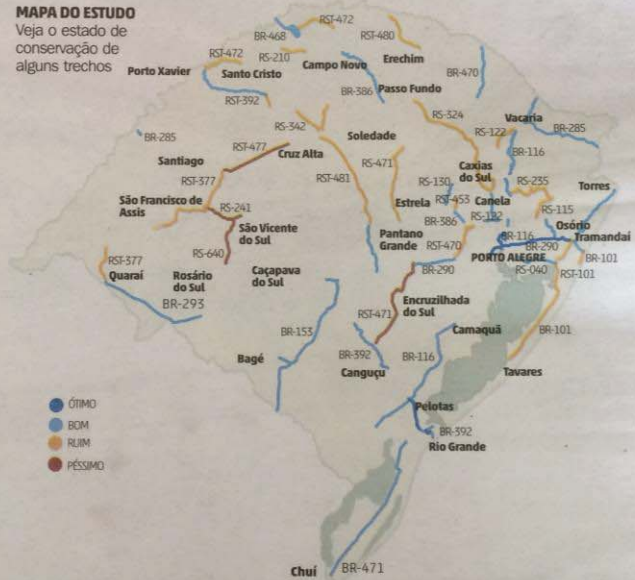 MAPA DO ESTUDO
Veja o estado de
conservação de
alguns trechos
RST-472
BR-468
RST-480
RST-472
RS-210
Erechim
Porto Xavier
Santo Cristo
Campo Novo
BR-470
BR-386
Passo Fundo
RST-392
RS-324
RS-342
Vacaria
BR-285
Soledade
RS-122
BR-285
RST-477
Cruz Alta
BR-116
Santiago
RS-471
Caxias
do Sul
RST-377
RST-481
RS-130
RS-235
Torres
São Francisco de
Assis
RS-241
Estrela
RST-453
Canela
RS-115
BR-386
RS-122
Osório
São Vicente
do Sul
Pantano
Grande
RST-470
BR-116
BR-290
Tramandaí
RST-377
RS-640
PORTO ALEGRE
BR-101
Quaraí
Rosário
do Sul
Caçapava
do Sul
BR-290
RS-040
RST-101
BR-293
Encruzilhada
do Sul
RST-471
BR-153
Camaquã
BR-101
Bagé
BR-392
BR-116
Canguçu
Tavares
ÓTIMO
BOM
RUIM
PÉSSIMO
Pelotas
BR-392
Rio Grande
Chuí
BR-471